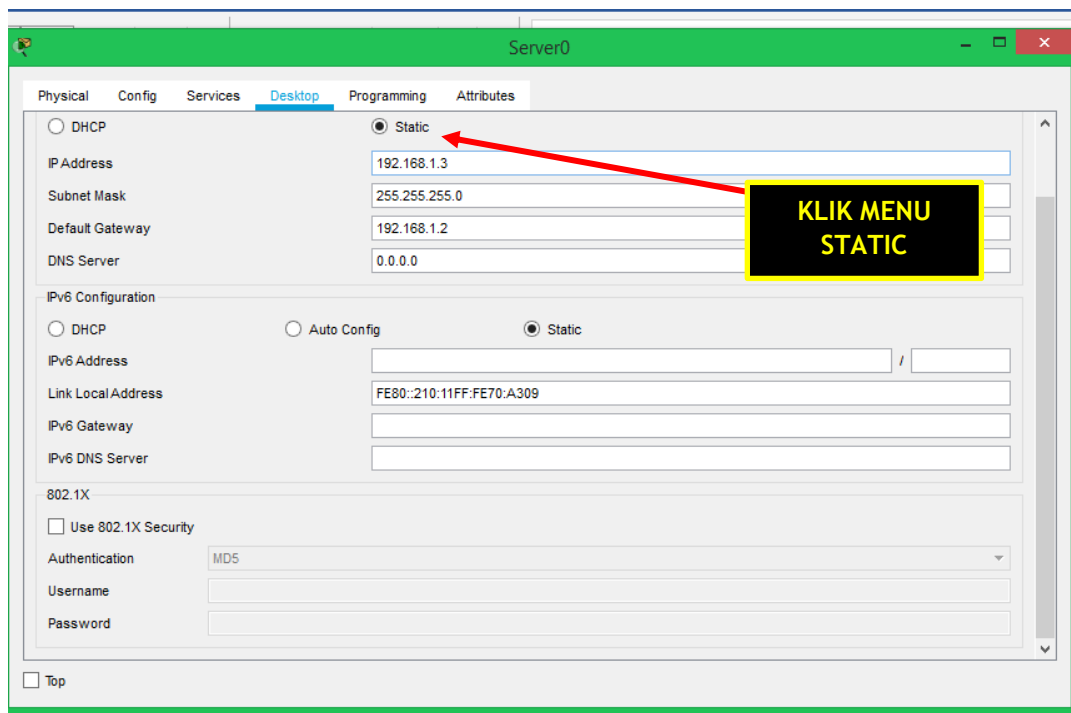 Server0
Physical Config Services Desktop Programming Attributes
DHCP Static
IP Address 192.168.1.3
Subnet Mask 255.255.255.0
Default Gateway 192.168.1.2
DNS Server 0.0.0.0
KLIK MENU
STATIC
IPv6 Configuration
DHCP Auto Config Static
IPv6 Address /
Link Local Address FE80::210:11FF:FE70:A309
IPv6 Gateway
IPv6 DNS Server
802.1X
Use 802.1X Security
Authentication MD5
Username
Password
Top